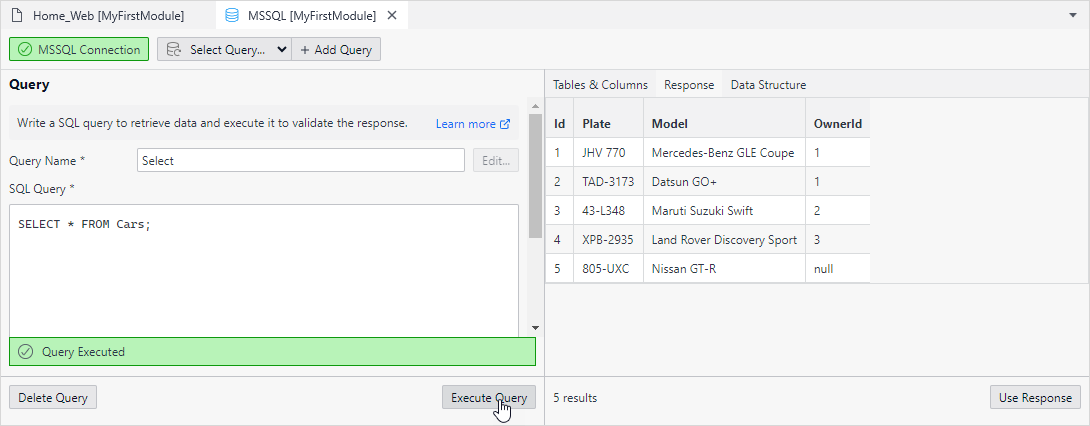 Home_Web [MyFirstModule] MSSQL [MyFirstModule]
MSSQL Connection Select Query... + Add Query
Query
Write a SQL query to retrieve data and execute it to validate the response. Learn more
Query Name * Select Edit...
SQL Query *
SELECT * FROM Cars;
Query Executed
Delete Query Execute Query
Tables & Columns Response Data Structure
Id Plate Model OwnerId
1 JHV 770 Mercedes-Benz GLE Coupe 1
2 TAD-3173 Datsun GO+ 1
3 43-L348 Maruti Suzuki Swift 2
4 XPB-2935 Land Rover Discovery Sport 3
5 805-UXC Nissan GT-R null
5 results Use Response